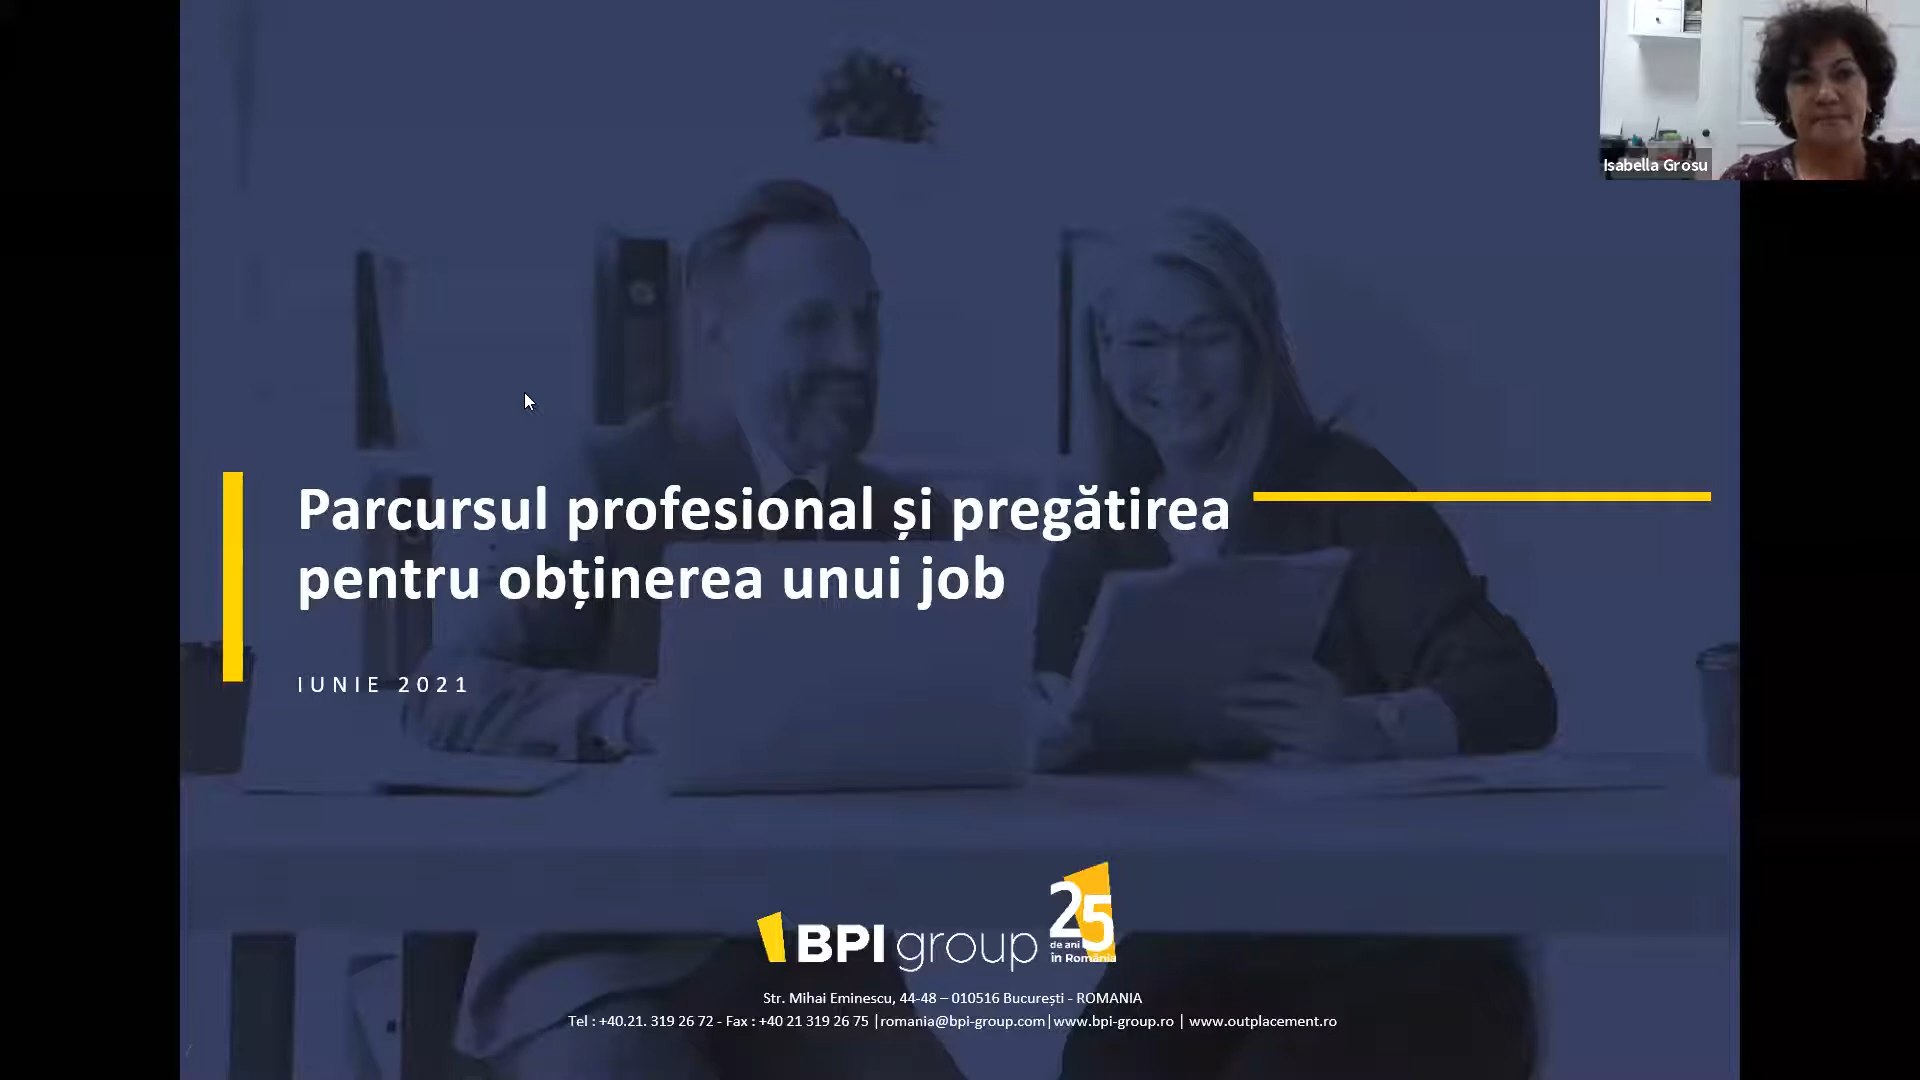 Isabella Grosu
Parcursul profesional și pregătirea
pentru obținerea unui job
IUNIE 2021
BPI group
25
de ani
în România
Str. Mihai Eminescu, 44-48 – 010516 București - ROMANIA
Tel : +40.21. 319 26 72 - Fax : +40 21 319 26 75 |romania@bpi-group.com|www.bpi-group.ro | www.outplacement.ro